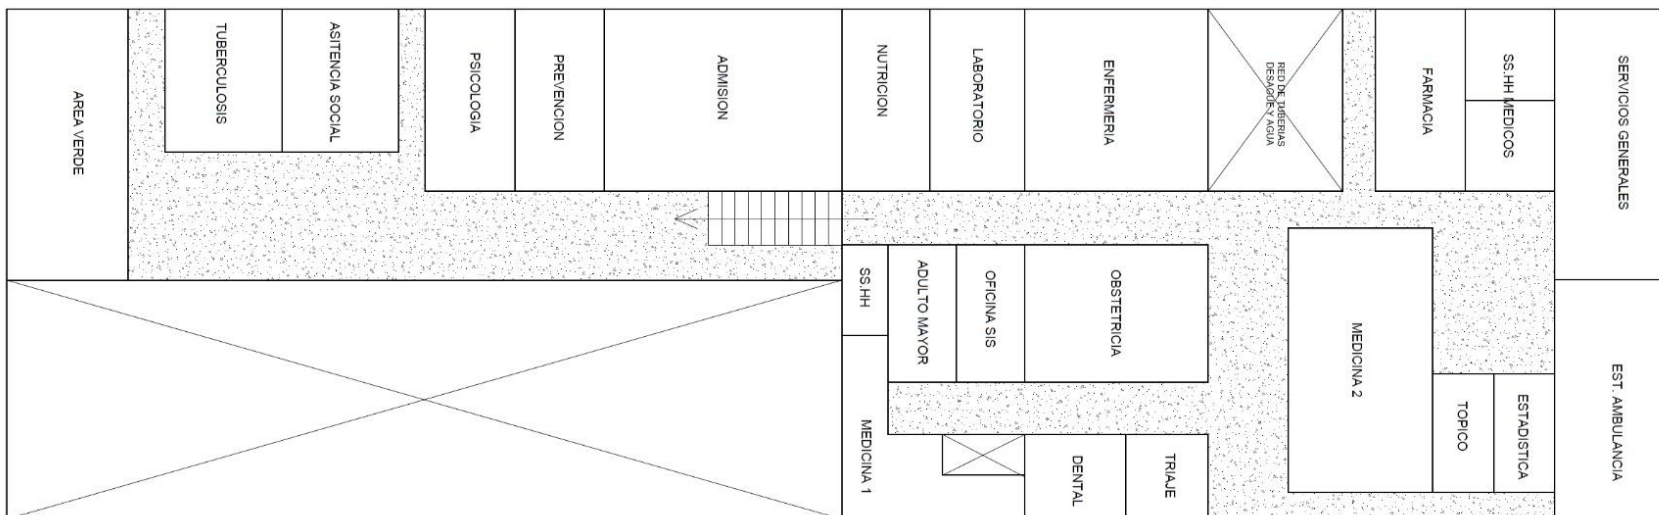 AREA VERDE
TUBERCULOSIS
ASITENCIA SOCIAL
PSICOLOGIA
PREVENCION
ADMISION
NUTRICION
LABORATORIO
ENFERMERIA
RED DE TUBERIAS
DESAGUE Y AGUA
FARMACIA
SS.HH MEDICOS
SERVICIOS GENERALES
SS.HH
ADULTO MAYOR
OFICINA SIS
OBSTETRICIA
MEDICINA 2
TOPICO
ESTADISTICA
EST. AMBULANCIA
MEDICINA 1
DENTAL
TRIAJE